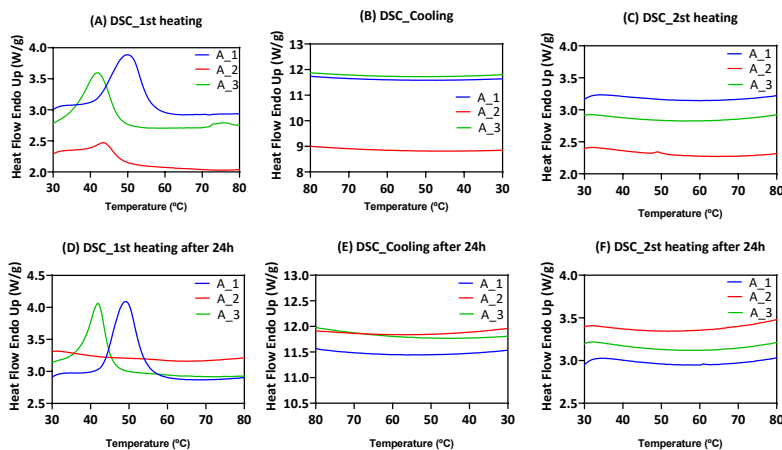 (A) DSC_1st heating
Heat Flow Endo Up (W/g)
4.0
3.5
3.0
2.5
2.0
30 40 50 60 70 80
Temperature (ºC)
A_1
A_2
A_3
(B) DSC_Cooling
Heat Flow Endo Up (W/g)
13
12
11
10
9
8
80 70 60 50 40 30
Temperature (ºC)
A_1
A_2
A_3
(C) DSC_2st heating
Heat Flow Endo Up (W/g)
4.0
3.5
3.0
2.5
2.0
30 40 50 60 70 80
Temperature (ºC)
A_1
A_2
A_3
(D) DSC_1st heating after 24h
Heat Flow Endo Up (W/g)
4.5
4.0
3.5
3.0
2.5
30 40 50 60 70 80
Temperature (ºC)
A_1
A_2
A_3
(E) DSC_Cooling after 24h
Heat Flow Endo Up (W/g)
13.0
12.5
12.0
11.5
11.0
10.5
80 70 60 50 40 30
Temperature (ºC)
A_1
A_2
A_3
(F) DSC_2st heating after 24h
Heat Flow Endo Up (W/g)
4.0
3.5
3.0
2.5
30 40 50 60 70 80
Temperature (ºC)
A_1
A_2
A_3